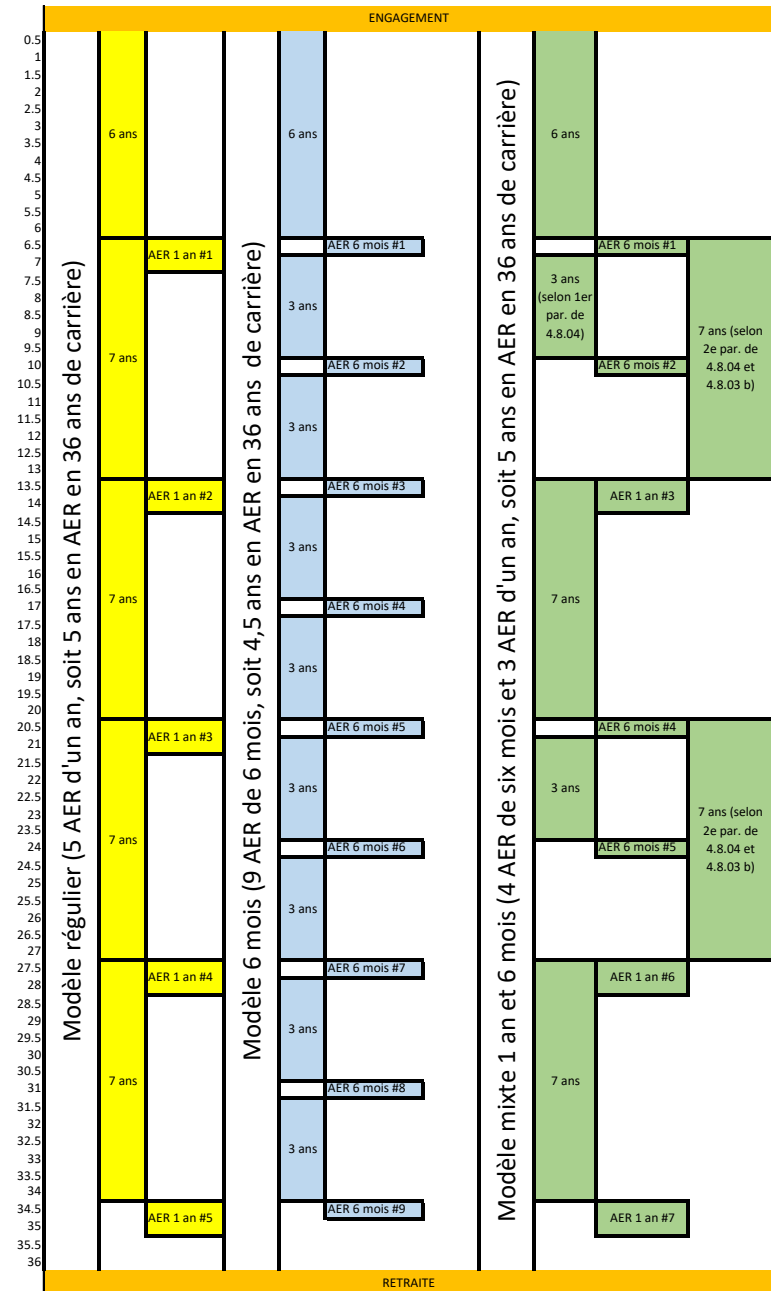 ENGAGEMENT
0.5
1
1.5
2
2.5
3
3.5
4
4.5
5
5.5
6
6.5
7
7.5
8
8.5
9
9.5
10
10.5
11
11.5
12
12.5
13
13.5
14
14.5
15
15.5
16
16.5
17
17.5
18
18.5
19
19.5
20
20.5
21
21.5
22
22.5
23
23.5
24
24.5
25
25.5
26
26.5
27
27.5
28
28.5
29
29.5
30
30.5
31
31.5
32
32.5
33
33.5
34
34.5
35
35.5
36
Modèle régulier (5 AER d'un an, soit 5 ans en AER en 36 ans de carrière)
6 ans
AER 1 an #1
7 ans
AER 1 an #2
7 ans
AER 1 an #3
7 ans
AER 1 an #4
7 ans
AER 1 an #5
Modèle 6 mois (9 AER de 6 mois, soit 4,5 ans en AER en 36 ans de carrière)
6 ans
AER 6 mois #1
3 ans
AER 6 mois #2
3 ans
AER 6 mois #3
3 ans
AER 6 mois #4
3 ans
AER 6 mois #5
3 ans
AER 6 mois #6
3 ans
AER 6 mois #7
3 ans
AER 6 mois #8
3 ans
AER 6 mois #9
Modèle mixte 1 an et 6 mois (4 AER de six mois et 3 AER d'un an, soit 5 ans en AER en 36 ans de carrière)
6 ans
AER 6 mois #1
3 ans
(selon 1er
par. de
4.8.04)
7 ans (selon
2e par. de
4.8.04 et
4.8.03 b)
AER 6 mois #2
AER 1 an #3
7 ans
AER 6 mois #4
3 ans
7 ans (selon
2e par. de
4.8.04 et
4.8.03 b)
AER 6 mois #5
AER 1 an #6
7 ans
AER 1 an #7
RETRAITE